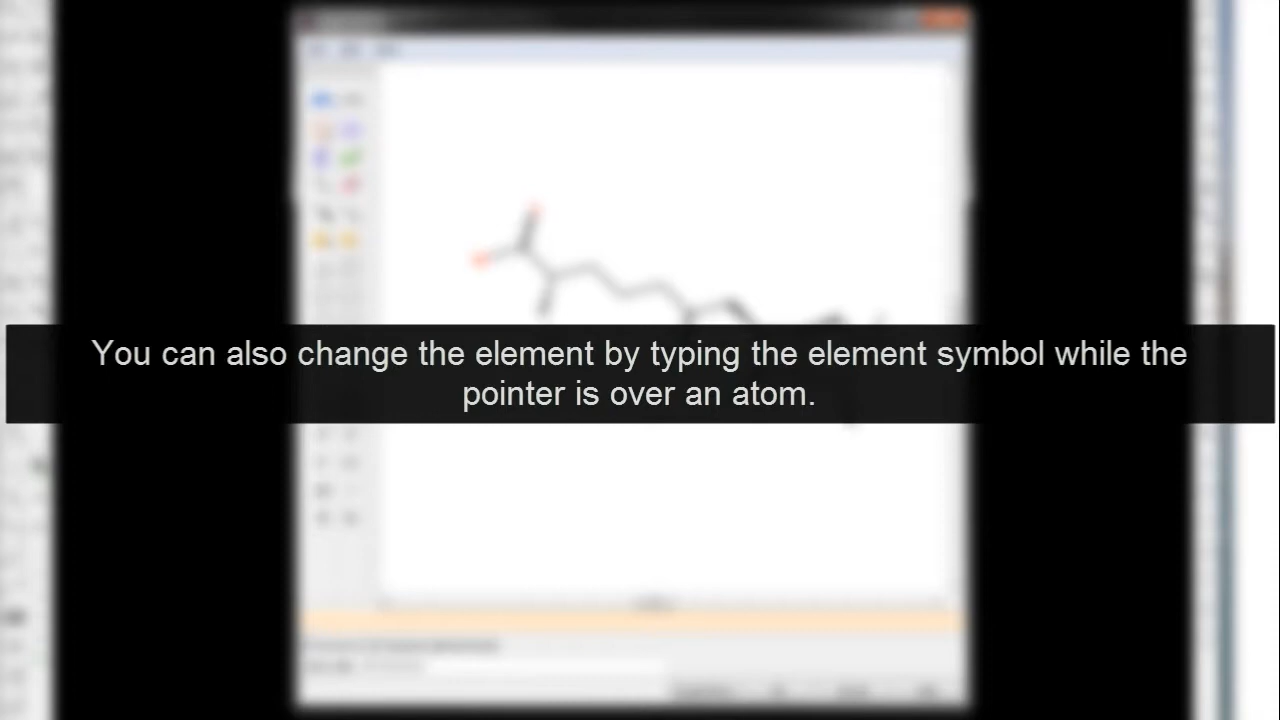 You can also change the element by typing the element symbol while the
pointer is over an atom.